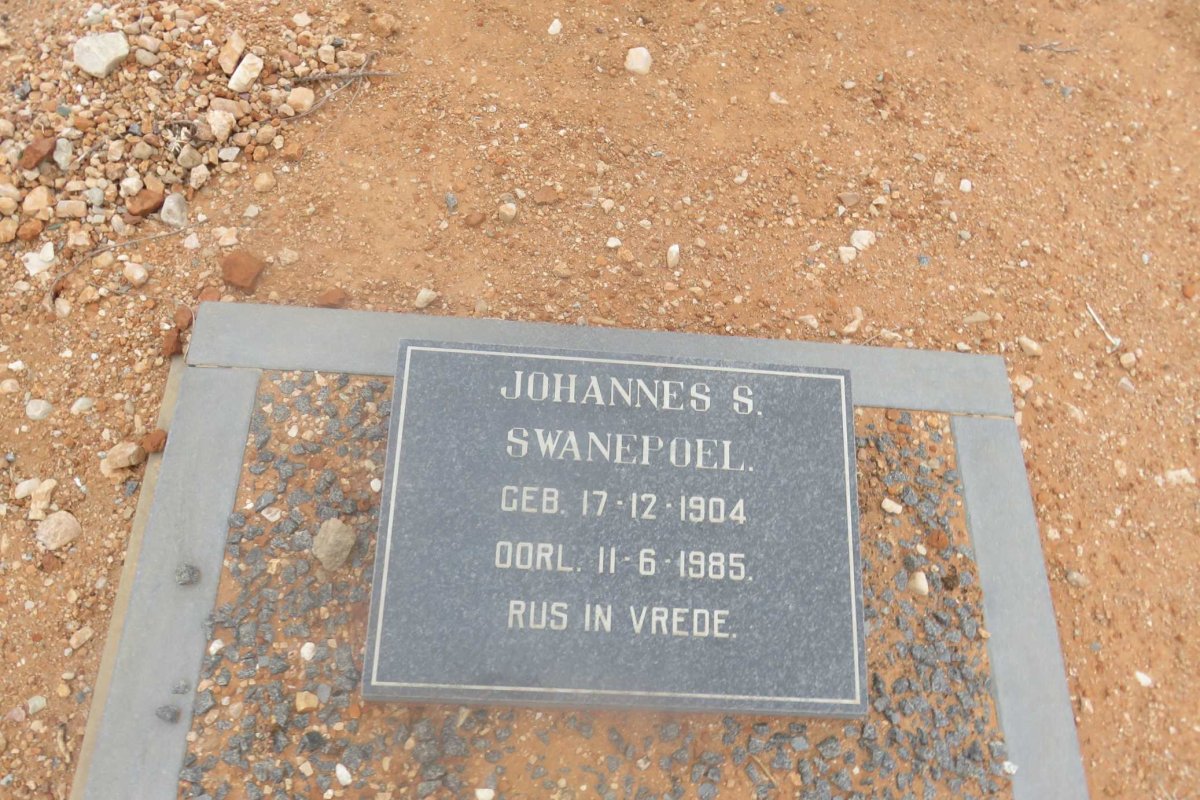 JOHANNES S.
SWANEPOEL.
GEB. 17-12-1904
OORL. 11-6-1985.
RUS IN VREDE.